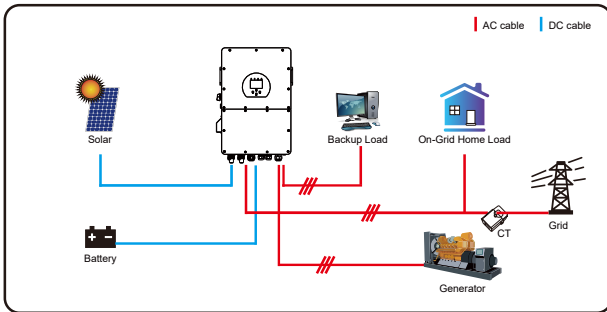 AC cable
DC cable
Solar
Backup Load
On-Grid Home Load
CT
Grid
Battery
Generator